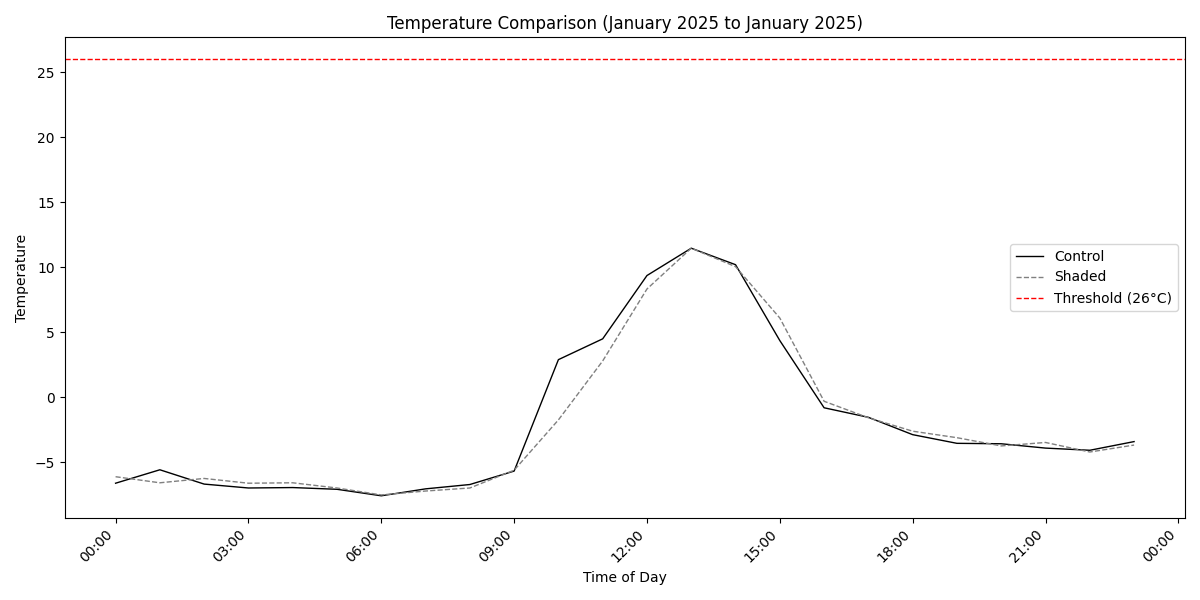 Temperature Comparison (January 2025 to January 2025)
Temperature
25
20
15
10
5
0
−5
Control
Shaded
Threshold (26°C)
00:00
03:00
06:00
09:00
12:00
15:00
18:00
21:00
00:00
Time of Day